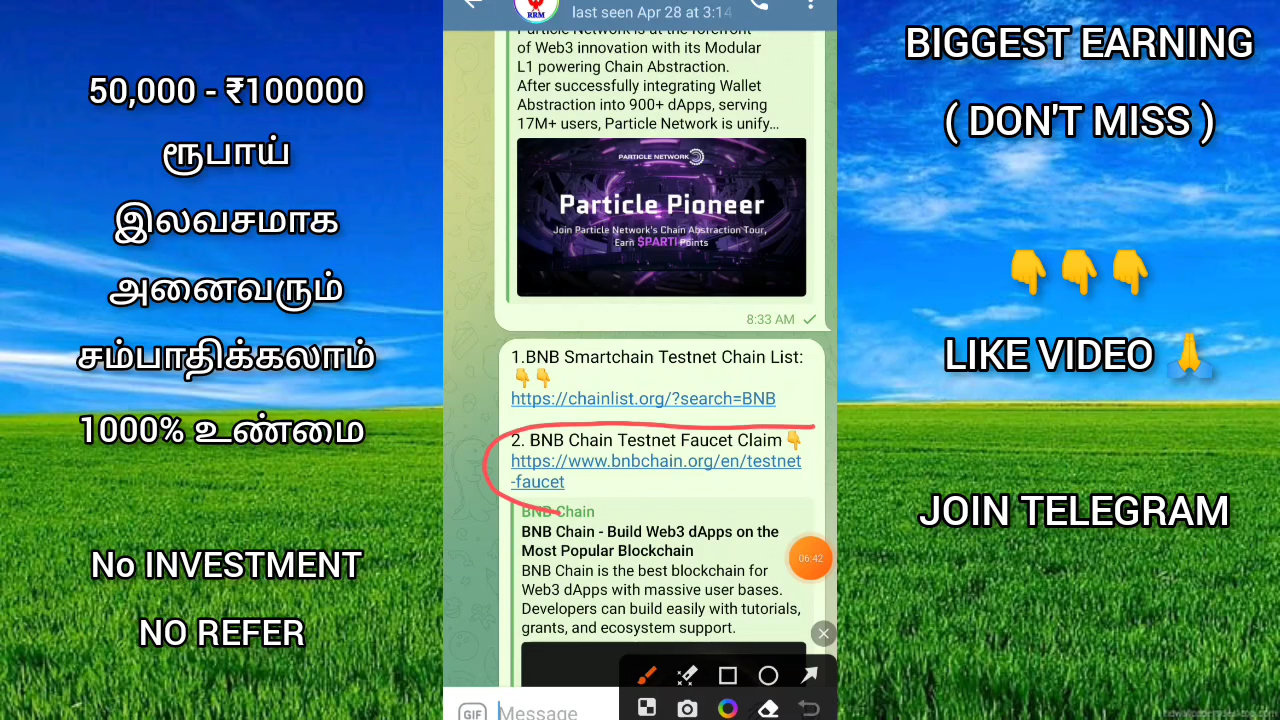 50,000 - ₹100000
ரூபாய்
இலவசமாக
அனைவரும்
சம்பாதிக்கலாம்
1000% உண்மை
No INVESTMENT
NO REFER
RRM
last seen Apr 28 at 3:14
Particle Network is at the forefront
of Web3 innovation with its Modular
L1 powering Chain Abstraction.
After successfully integrating Wallet
Abstraction into 900+ dApps, serving
17M+ users, Particle Network is unify...
PARTICLE NETWORK
Particle Pioneer
Join Particle Network's Chain Abstraction Tour,
Earn $PARTI Points
8:33 AM
1.BNB Smartchain Testnet Chain List:
👇👇
https://chainlist.org/?search=BNB
2. BNB Chain Testnet Faucet Claim👇
https://www.bnbchain.org/en/testnet
-faucet
BNB Chain
BNB Chain - Build Web3 dApps on the
Most Popular Blockchain
BNB Chain is the best blockchain for
Web3 dApps with massive user bases.
Developers can build easily with tutorials,
grants, and ecosystem support.
06:42
GIF
Message
BIGGEST EARNING
( DON'T MISS )
👇👇👇
LIKE VIDEO 🙏
JOIN TELEGRAM